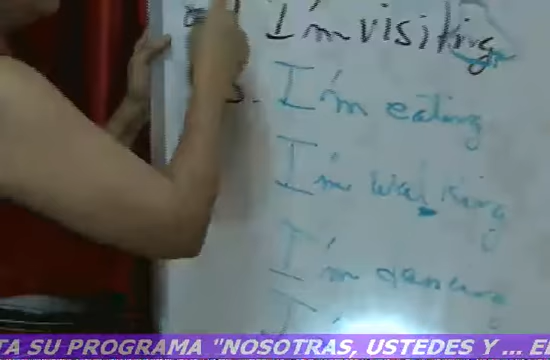 I'm visiting
I'm eating
I'm walking
I'm dancing
I'
TA SU PROGRAMA "NOSOTRAS, USTEDES Y ... E